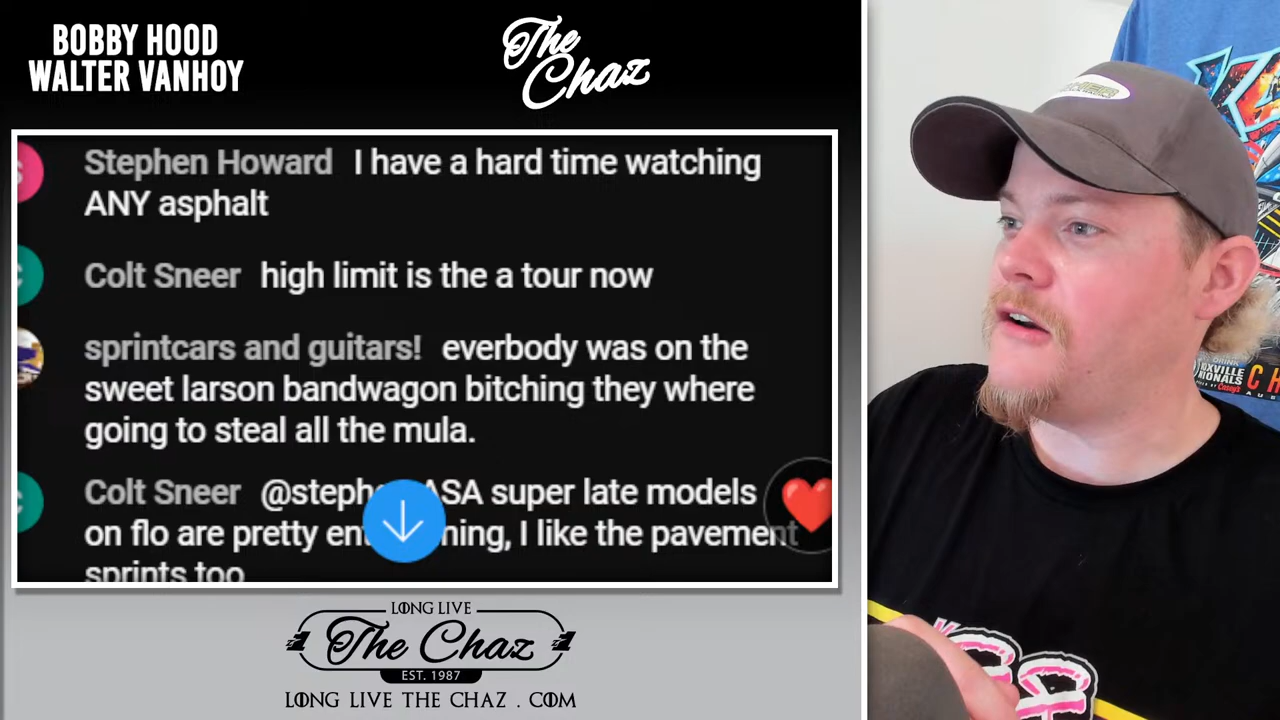 BOBBY HOOD
WALTER VANHOY
The
Chaz
Stephen Howard I have a hard time watching
ANY asphalt
Colt Sneer high limit is the a tour now
sprintcars and guitars! everbody was on the
sweet larson bandwagon bitching they where
going to steal all the mula.
Colt Sneer @steph ASA super late models
on flo are pretty ent ning, I like the pavement
sprints too
LONG LIVE
The Chaz
EST. 1987
LONG LIVE THE CHAZ . COM
DRINK